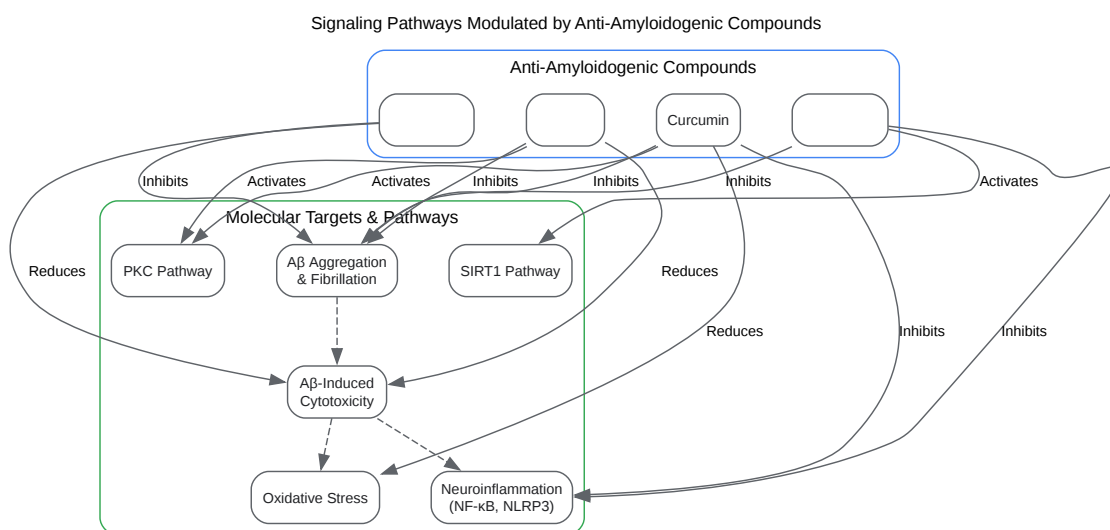 Signaling Pathways Modulated by Anti-Amyloidogenic Compounds
Anti-Amyloidogenic Compounds
Curcumin
Inhibits
Activates
Activates
Inhibits
Inhibits
Inhibits
Activates
Molecular Targets & Pathways
PKC Pathway
Aβ Aggregation
& Fibrillation
SIRT1 Pathway
Reduces
Reduces
Reduces
Inhibits
Inhibits
Aβ-Induced
Cytotoxicity
Oxidative Stress
Neuroinflammation
(NF-κB, NLRP3)